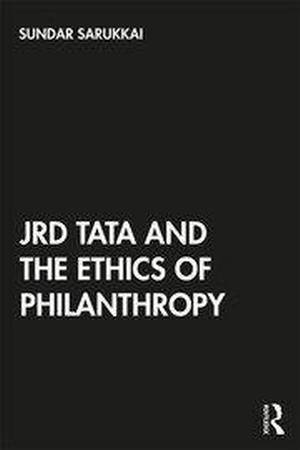 SUNDAR SARUKKAI
JRD TATA AND
THE ETHICS OF
PHILANTHROPY
R
ROUTLEDGE